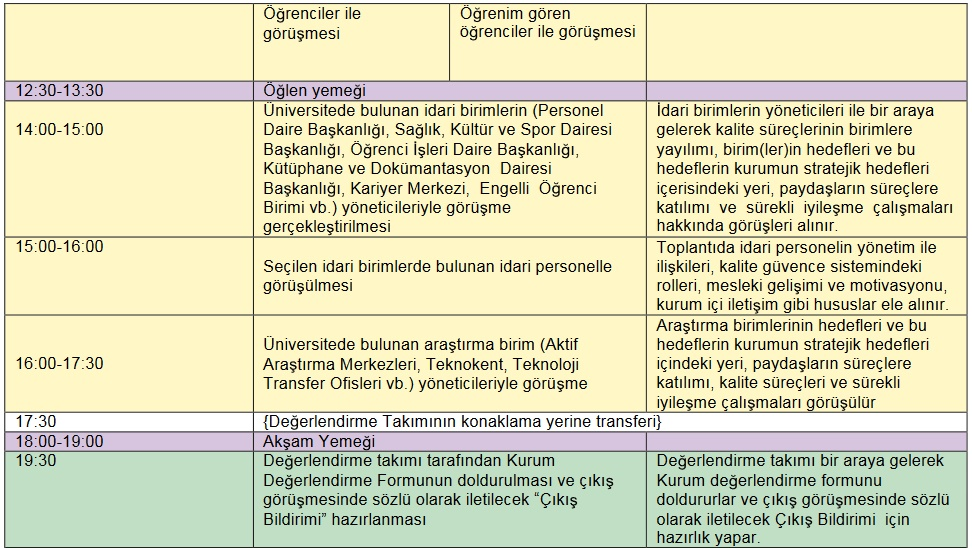 Öğrenciler ile
görüşmesi
Öğrenim gören
öğrenciler ile görüşmesi
12:30-13:30
Öğlen yemeği
14:00-15:00
Üniversitede bulunan idari birimlerin (Personel
Daire Başkanlığı, Sağlık, Kültür ve Spor Dairesi
Başkanlığı, Öğrenci İşleri Daire Başkanlığı,
Kütüphane ve Dokümantasyon Dairesi
Başkanlığı, Kariyer Merkezi, Engelli Öğrenci
Birimi vb.) yöneticileriyle görüşme
gerçekleştirilmesi
İdari birimlerin yöneticileri ile bir araya
gelerek kalite süreçlerinin birimlere
yayılımı, birim(ler)in hedefleri ve bu
hedeflerin kurumun stratejik hedefleri
içerisindeki yeri, paydaşların süreçlere
katılımı ve sürekli iyileşme çalışmaları
hakkında görüşleri alınır.
15:00-16:00
Seçilen idari birimlerde bulunan idari personelle
görüşülmesi
Toplantıda idari personelin yönetim ile
ilişkileri, kalite güvence sistemindeki
rolleri, mesleki gelişimi ve motivasyonu,
kurum içi iletişim gibi hususlar ele alınır.
16:00-17:30
Üniversitede bulunan araştırma birim (Aktif
Araştırma Merkezleri, Teknokent, Teknoloji
Transfer Ofisleri vb.) yöneticileriyle görüşme
Araştırma birimlerinin hedefleri ve bu
hedeflerin kurumun stratejik hedefleri
içindeki yeri, paydaşların süreçlere
katılımı, kalite süreçleri ve sürekli
iyileşme çalışmaları görüşülür
17:30
{Değerlendirme Takımının konaklama yerine transferi}
18:00-19:00
Akşam Yemeği
19:30
Değerlendirme takımı tarafından Kurum
Değerlendirme Formunun doldurulması ve çıkış
görüşmesinde sözlü olarak iletilecek “Çıkış
Bildirimi” hazırlanması
Değerlendirme takımı bir araya gelerek
Kurum değerlendirme formunu
doldururlar ve çıkış görüşmesinde sözlü
olarak iletilecek Çıkış Bildirimi için
hazırlık yapar.